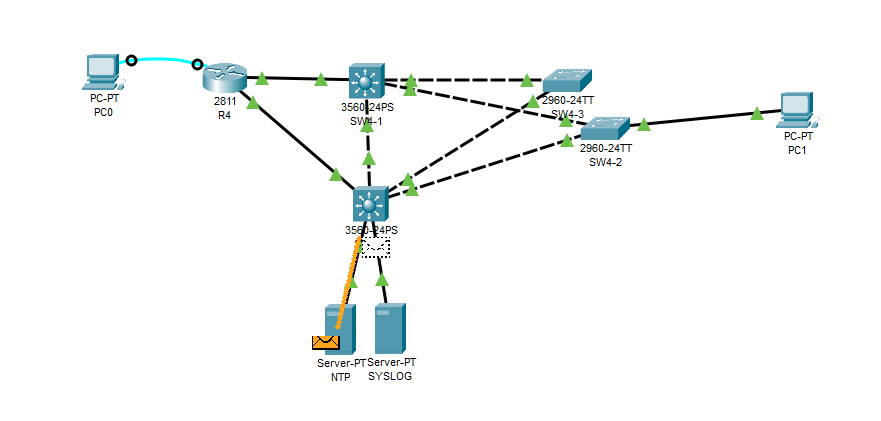 PC-PT
PC0
2811
R4
3560-24PS
SW4-1
2960-24TT
SW4-3
2960-24TT
SW4-2
PC-PT
PC1
3560-24PS
Server-PT
NTP
Server-PT
SYSLOG